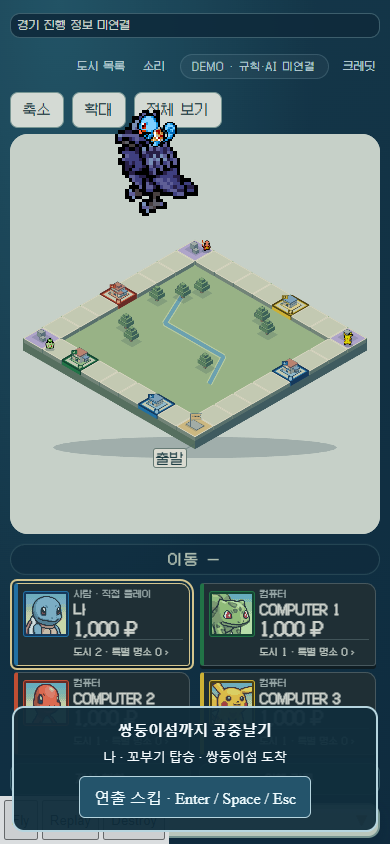 경기 진행 정보 미연결
도시 목록 소리 DEMO · 규칙·AI 미연결 크레딧
축소 확대 전체 보기
출발
이동 —
사람 · 직접 플레이
나
1,000 ₽
도시 2 · 특별 명소 0 ›
컴퓨터
COMPUTER 1
1,000 ₽
도시 1 · 특별 명소 0 ›
컴퓨터
COMPUTER 2
컴퓨터
COMPUTER 3
쌍둥이섬까지 공중날기
나 · 꼬부기 탑승 · 쌍둥이섬 도착
연출 스킵 · Enter / Space / Esc